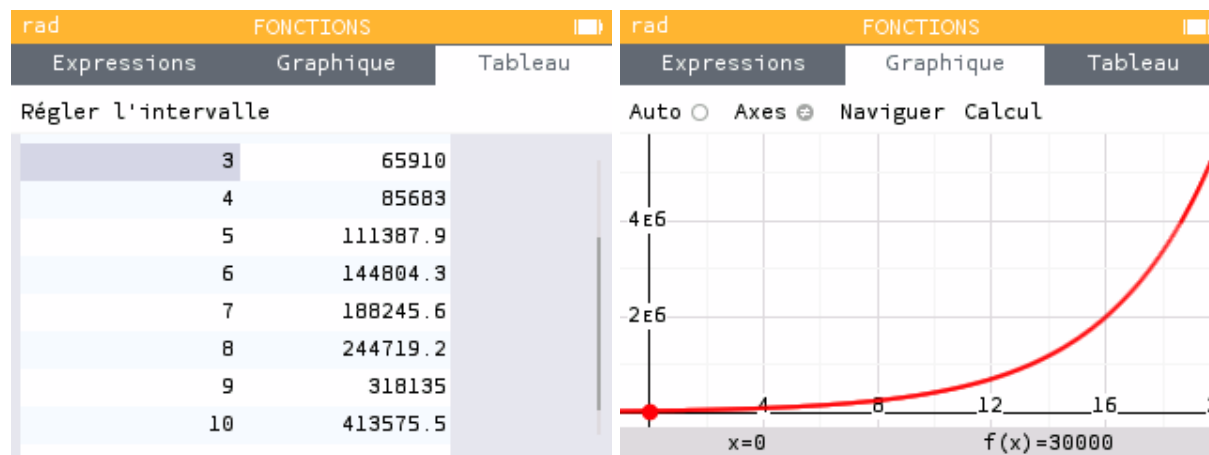 rad FONCTIONS
Expressions Graphique Tableau
Régler l'intervalle
3 65910
4 85683
5 111387.9
6 144804.3
7 188245.6
8 244719.2
9 318135
10 413575.5
rad FONCTIONS
Expressions Graphique Tableau
Auto Axes Naviguer Calcul
4E6
2E6
4 8 12 16
x=0 f(x)=30000